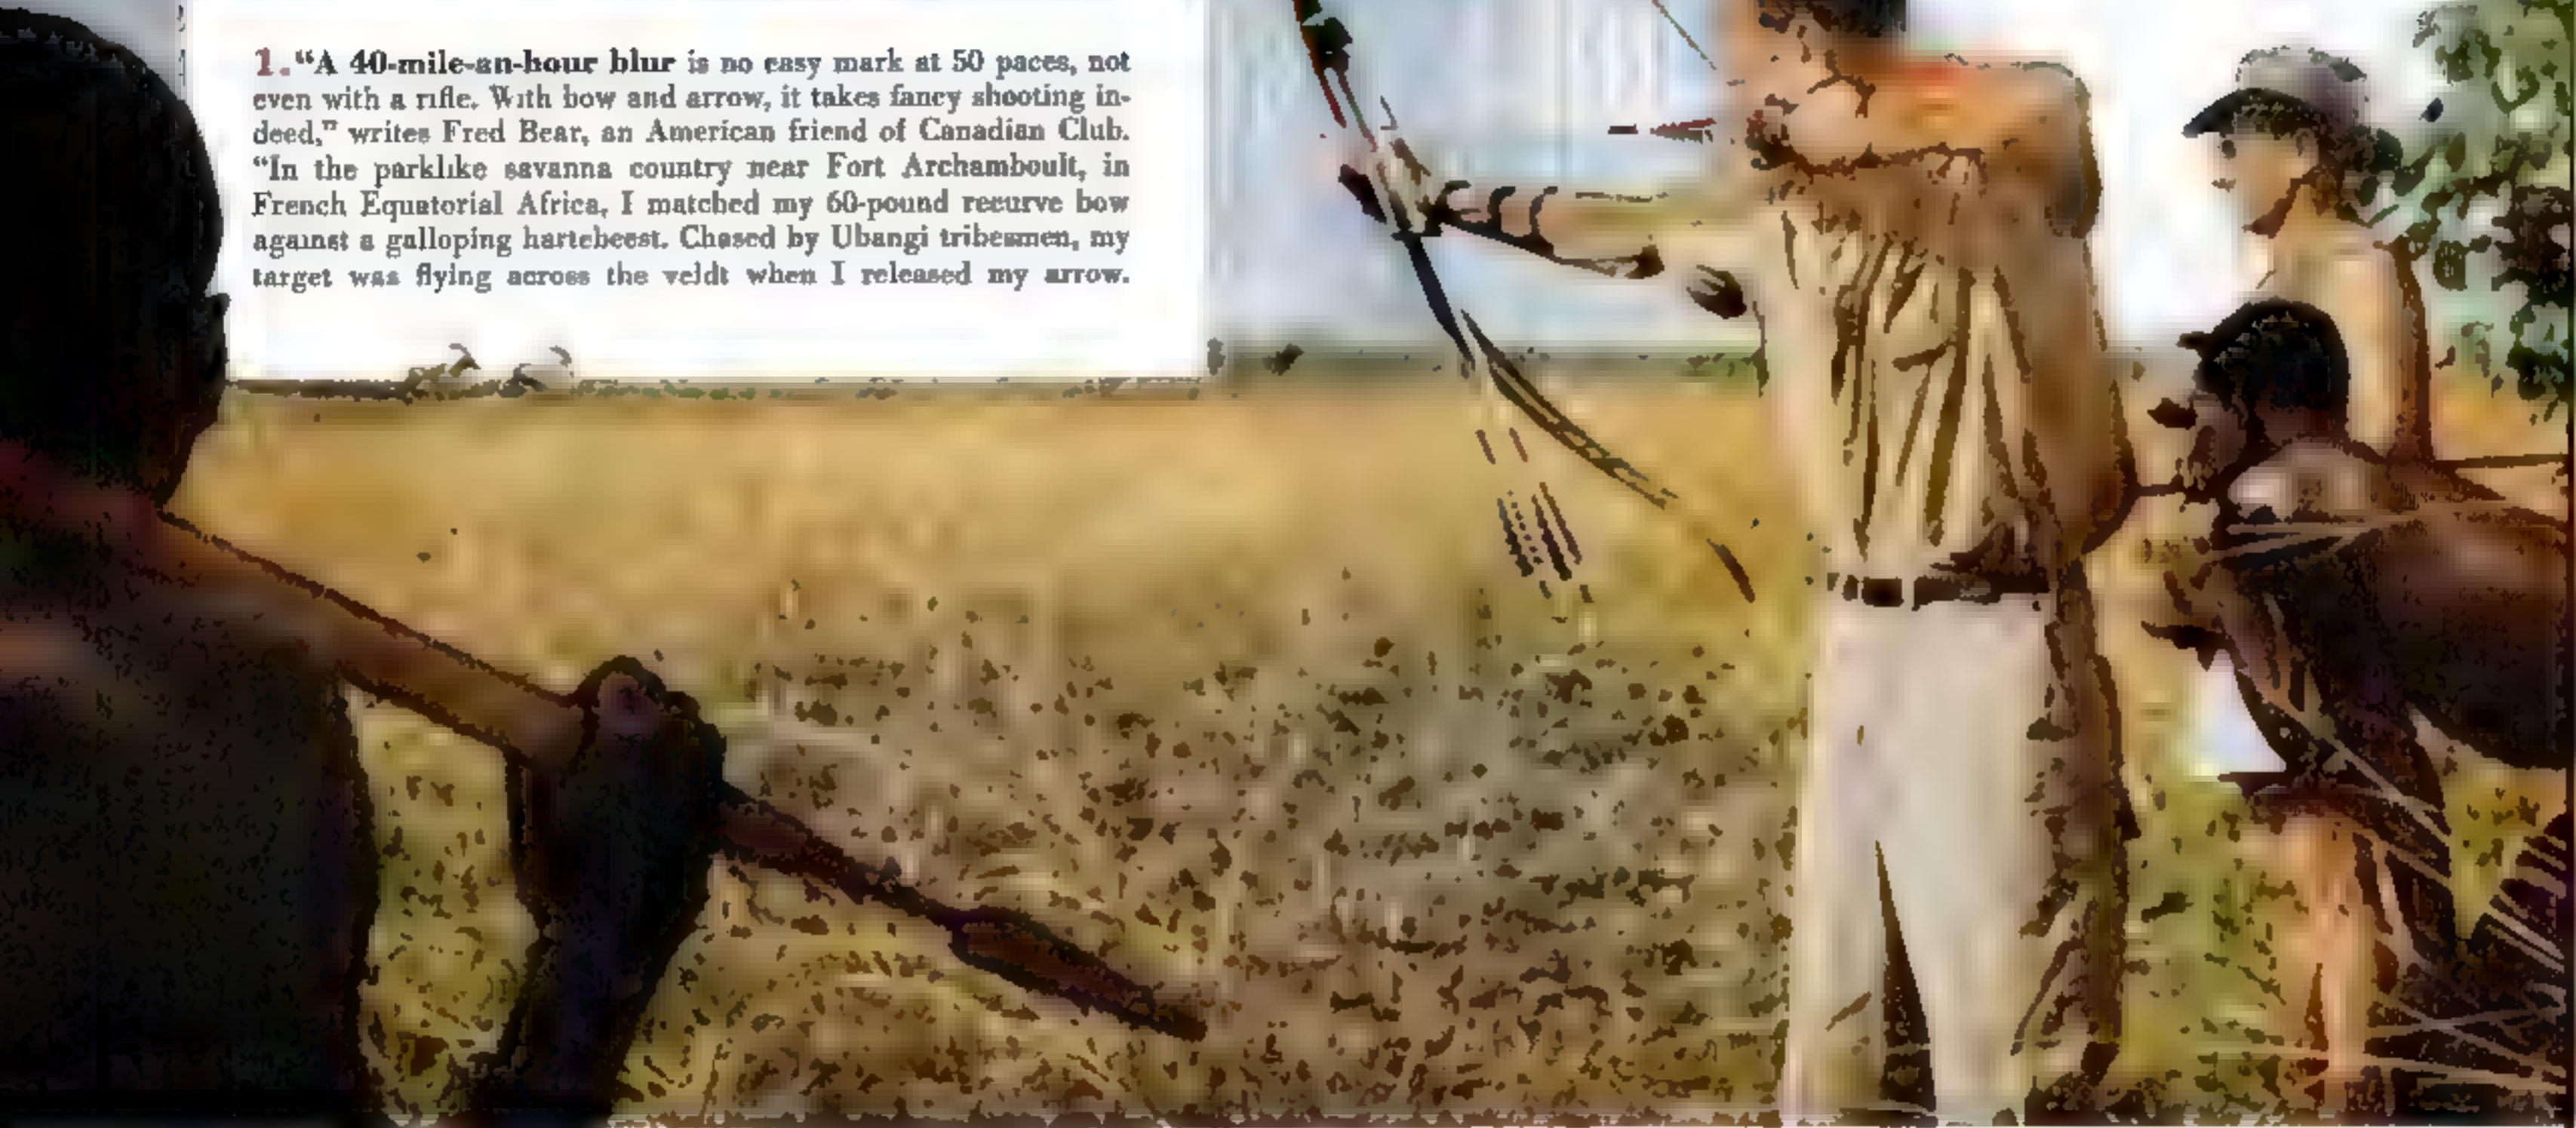 1. "A 40-mile-an-hour blur is no easy mark at 50 paces, not
even with a rifle. With bow and arrow, it takes fancy shooting in-
deed," writes Fred Bear, an American friend of Canadian Club.
"In the parklike savanna country near Fort Archamboult, in
French Equatorial Africa, I matched my 60-pound recurve bow
against a galloping hartebeest. Chased by Ubangi tribesmen, my
target was flying across the veldt when I released my arrow.